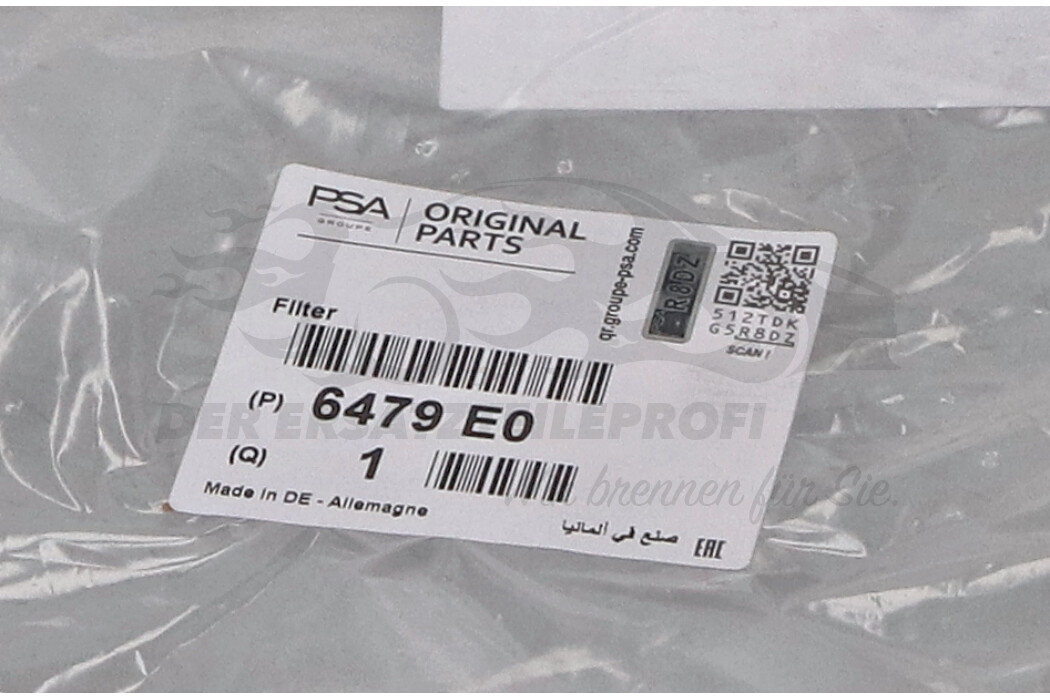 PSA
GROUPE
ORIGINAL
PARTS
qr.groupe-psa.com
R8DZ
512TDK
G5R8DZ
SCAN !
Filter
(P) 6479 E0
(Q) 1
Made in DE - Allemagne
صنع في ألمانيا
EAC
DER ERSATZTEILEPROFI
Wir brennen für Sie.